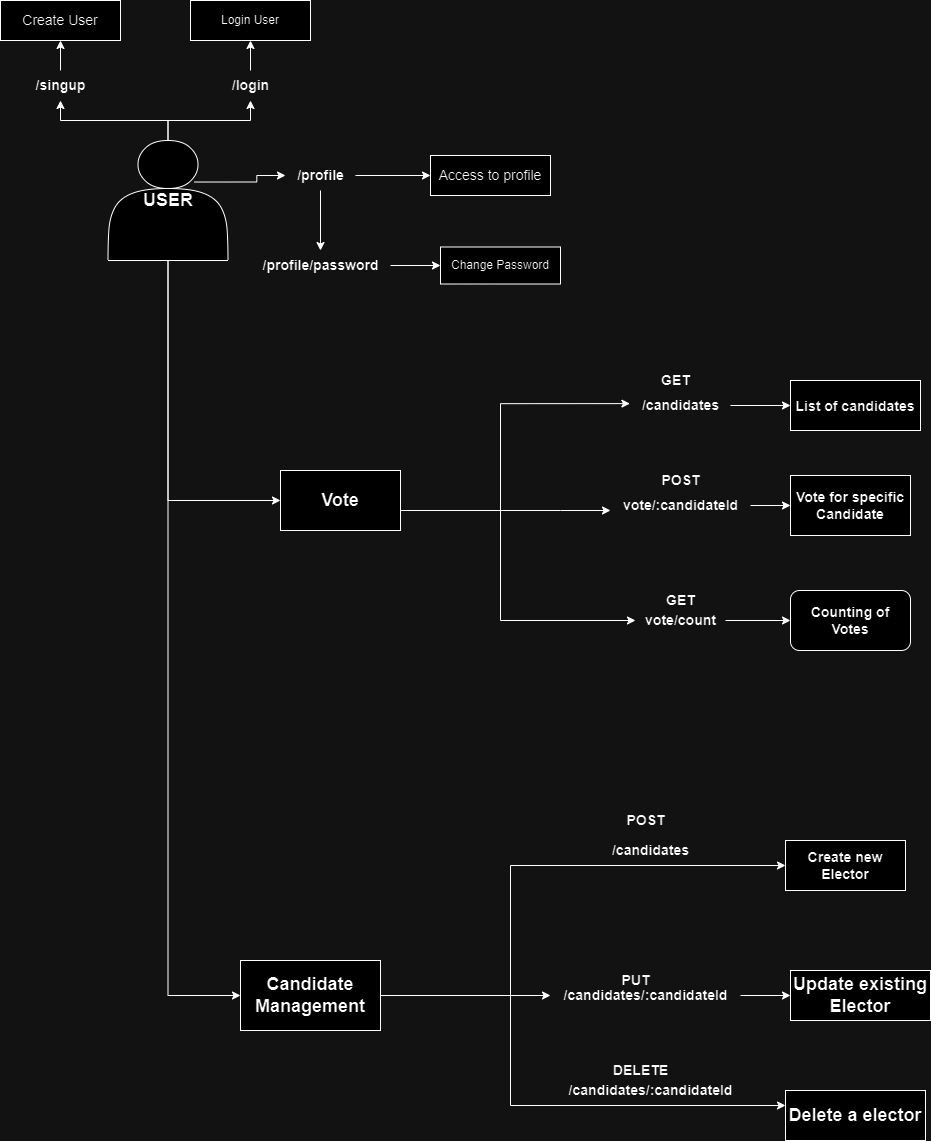 Create User
Login User
/singup
/login
USER
/profile
Access to profile
/profile/password
Change Password
GET
/candidates
List of candidates
Vote
POST
vote/:candidateId
Vote for specific
Candidate
GET
vote/count
Counting of
Votes
POST
/candidates
Create new
Elector
Candidate
Management
PUT
/candidates/:candidateId
Update existing
Elector
DELETE
/candidates/:candidateId
Delete a elector